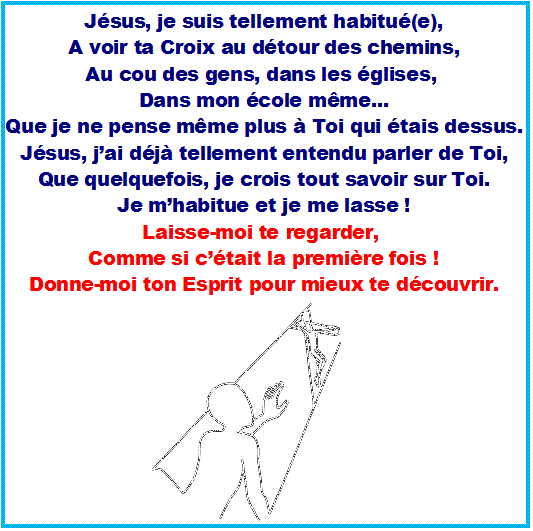 Jésus, je suis tellement habitué(e),
A voir ta Croix au détour des chemins,
Au cou des gens, dans les églises,
Dans mon école même...
Que je ne pense même plus à Toi qui étais dessus.
Jésus, j'ai déjà tellement entendu parler de Toi,
Que quelquefois, je crois tout savoir sur Toi.
Je m'habitue et je me lasse !
Laisse-moi te regarder,
Comme si c'était la première fois !
Donne-moi ton Esprit pour mieux te découvrir.